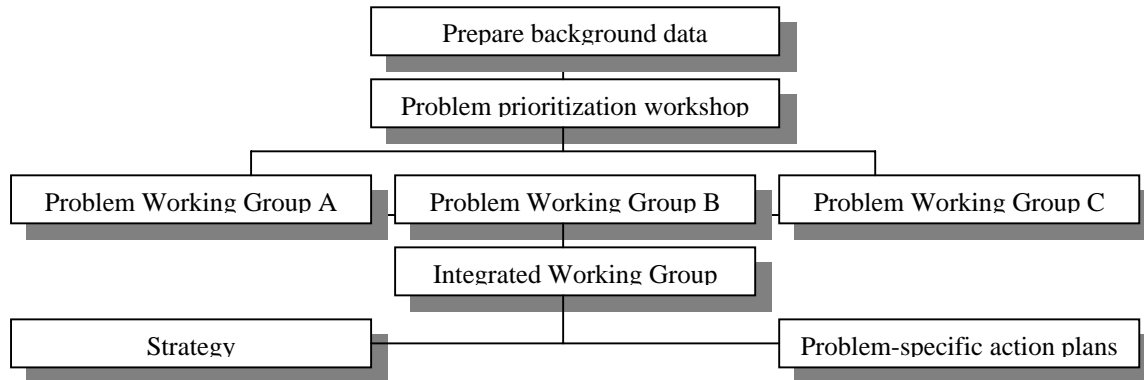 Prepare background data
Problem prioritization workshop
Problem Working Group A
Problem Working Group B
Problem Working Group C
Integrated Working Group
Strategy
Problem-specific action plans